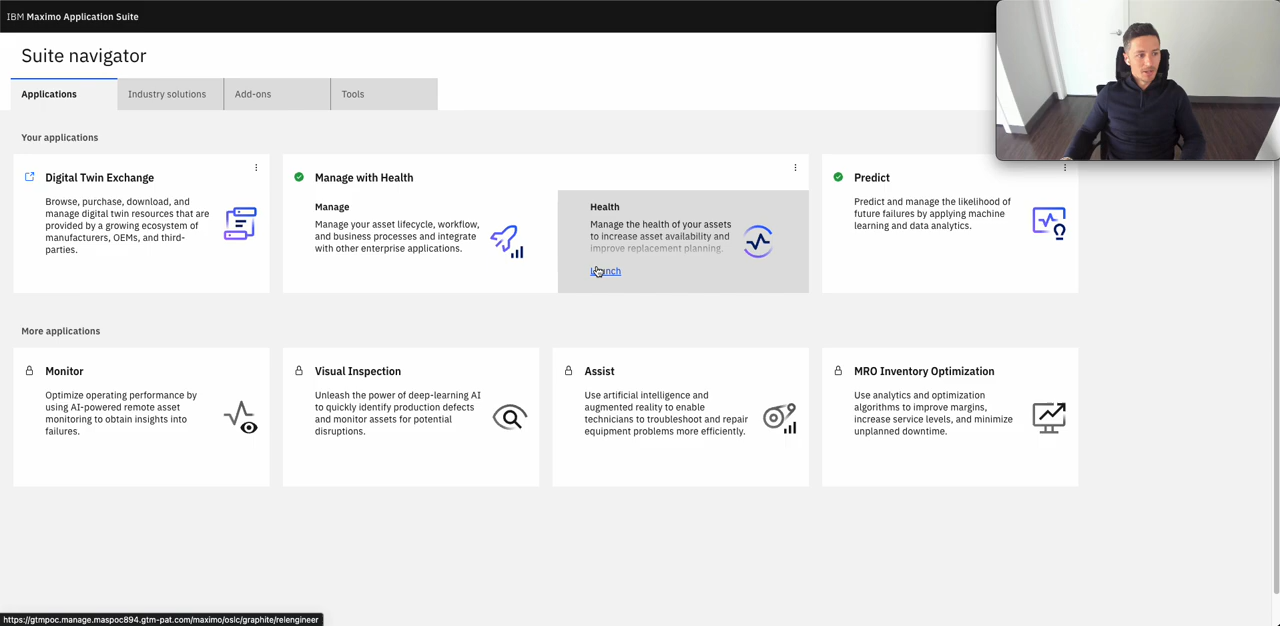 IBM Maximo Application Suite
Suite navigator
Applications
Industry solutions
Add-ons
Tools
Your applications
Digital Twin Exchange
Browse, purchase, download, and
manage digital twin resources that are
provided by a growing ecosystem of
manufacturers, OEMs, and third-
parties.
Manage with Health
Manage
Manage your asset lifecycle, workflow,
and business processes and integrate
with other enterprise applications.
Health
Manage the health of your assets
to increase asset availability and
improve replacement planning.
Launch
Predict
Predict and manage the likelihood of
future failures by applying machine
learning and data analytics.
More applications
Monitor
Optimize operating performance by
using AI-powered remote asset
monitoring to obtain insights into
failures.
Visual Inspection
Unleash the power of deep-learning AI
to quickly identify production defects
and monitor assets for potential
disruptions.
Assist
Use artificial intelligence and
augmented reality to enable
technicians to troubleshoot and repair
equipment problems more efficiently.
MRO Inventory Optimization
Use analytics and optimization
algorithms to improve margins,
increase service levels, and minimize
unplanned downtime.
https://gtmpoc.manage.maspoc894.gtm-pat.com/maximo/oslc/graphite/relengineer